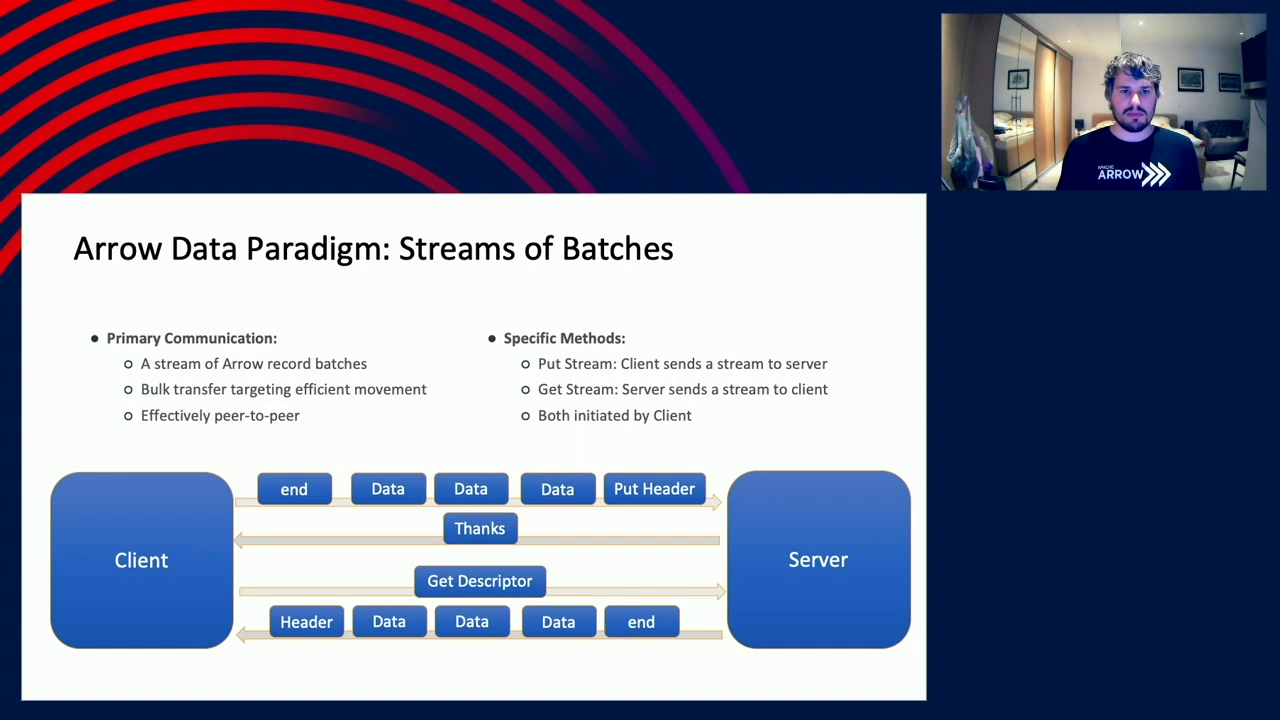 Arrow Data Paradigm: Streams of Batches
Primary Communication:
A stream of Arrow record batches
Bulk transfer targeting efficient movement
Effectively peer-to-peer
Specific Methods:
Put Stream: Client sends a stream to server
Get Stream: Server sends a stream to client
Both initiated by Client
Client
end
Data
Data
Data
Put Header
Thanks
Get Descriptor
Header
Data
Data
Data
end
Server
APACHE
ARROW